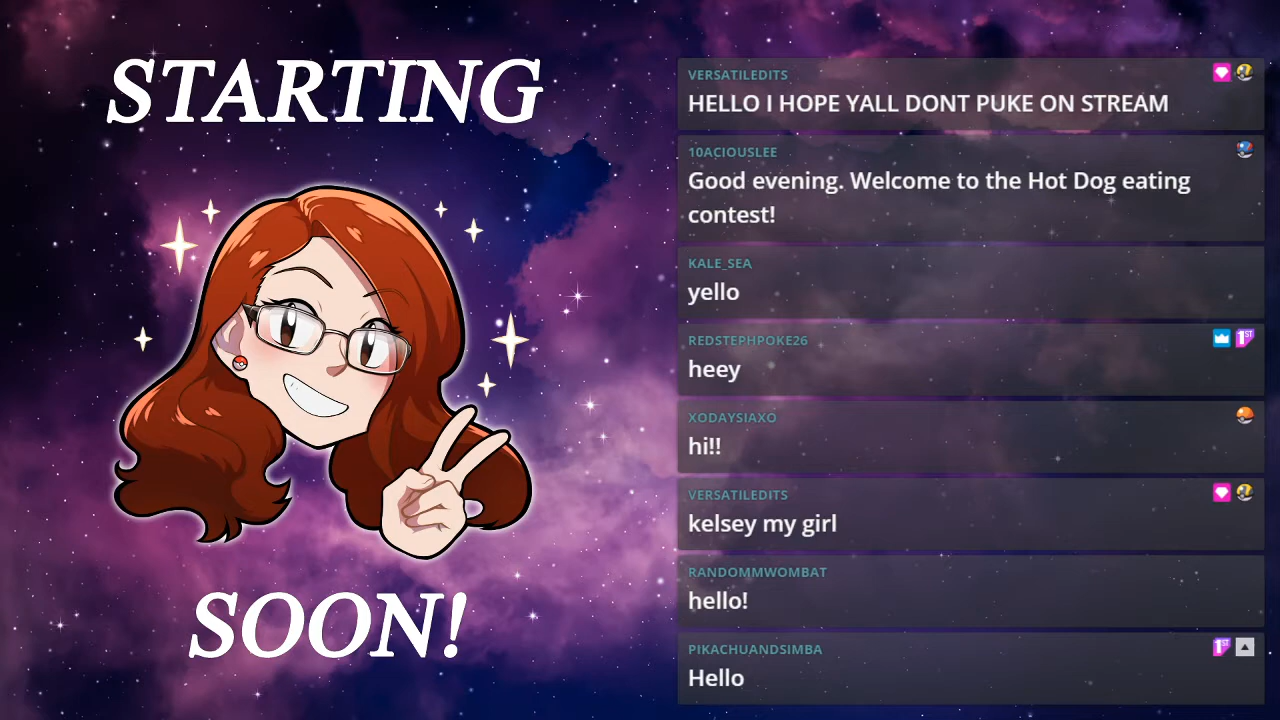 STARTING
SOON!
VERSATILEDITS
HELLO I HOPE YALL DONT PUKE ON STREAM
10ACIOUSLEE
Good evening. Welcome to the Hot Dog eating
contest!
KALE_SEA
yello
REDSTEPHPOKE26
heey
XODAYSIAXO
hi!!
VERSATILEDITS
kelsey my girl
RANDOMMWOMBAT
hello!
PIKACHUANDSIMBA
Hello